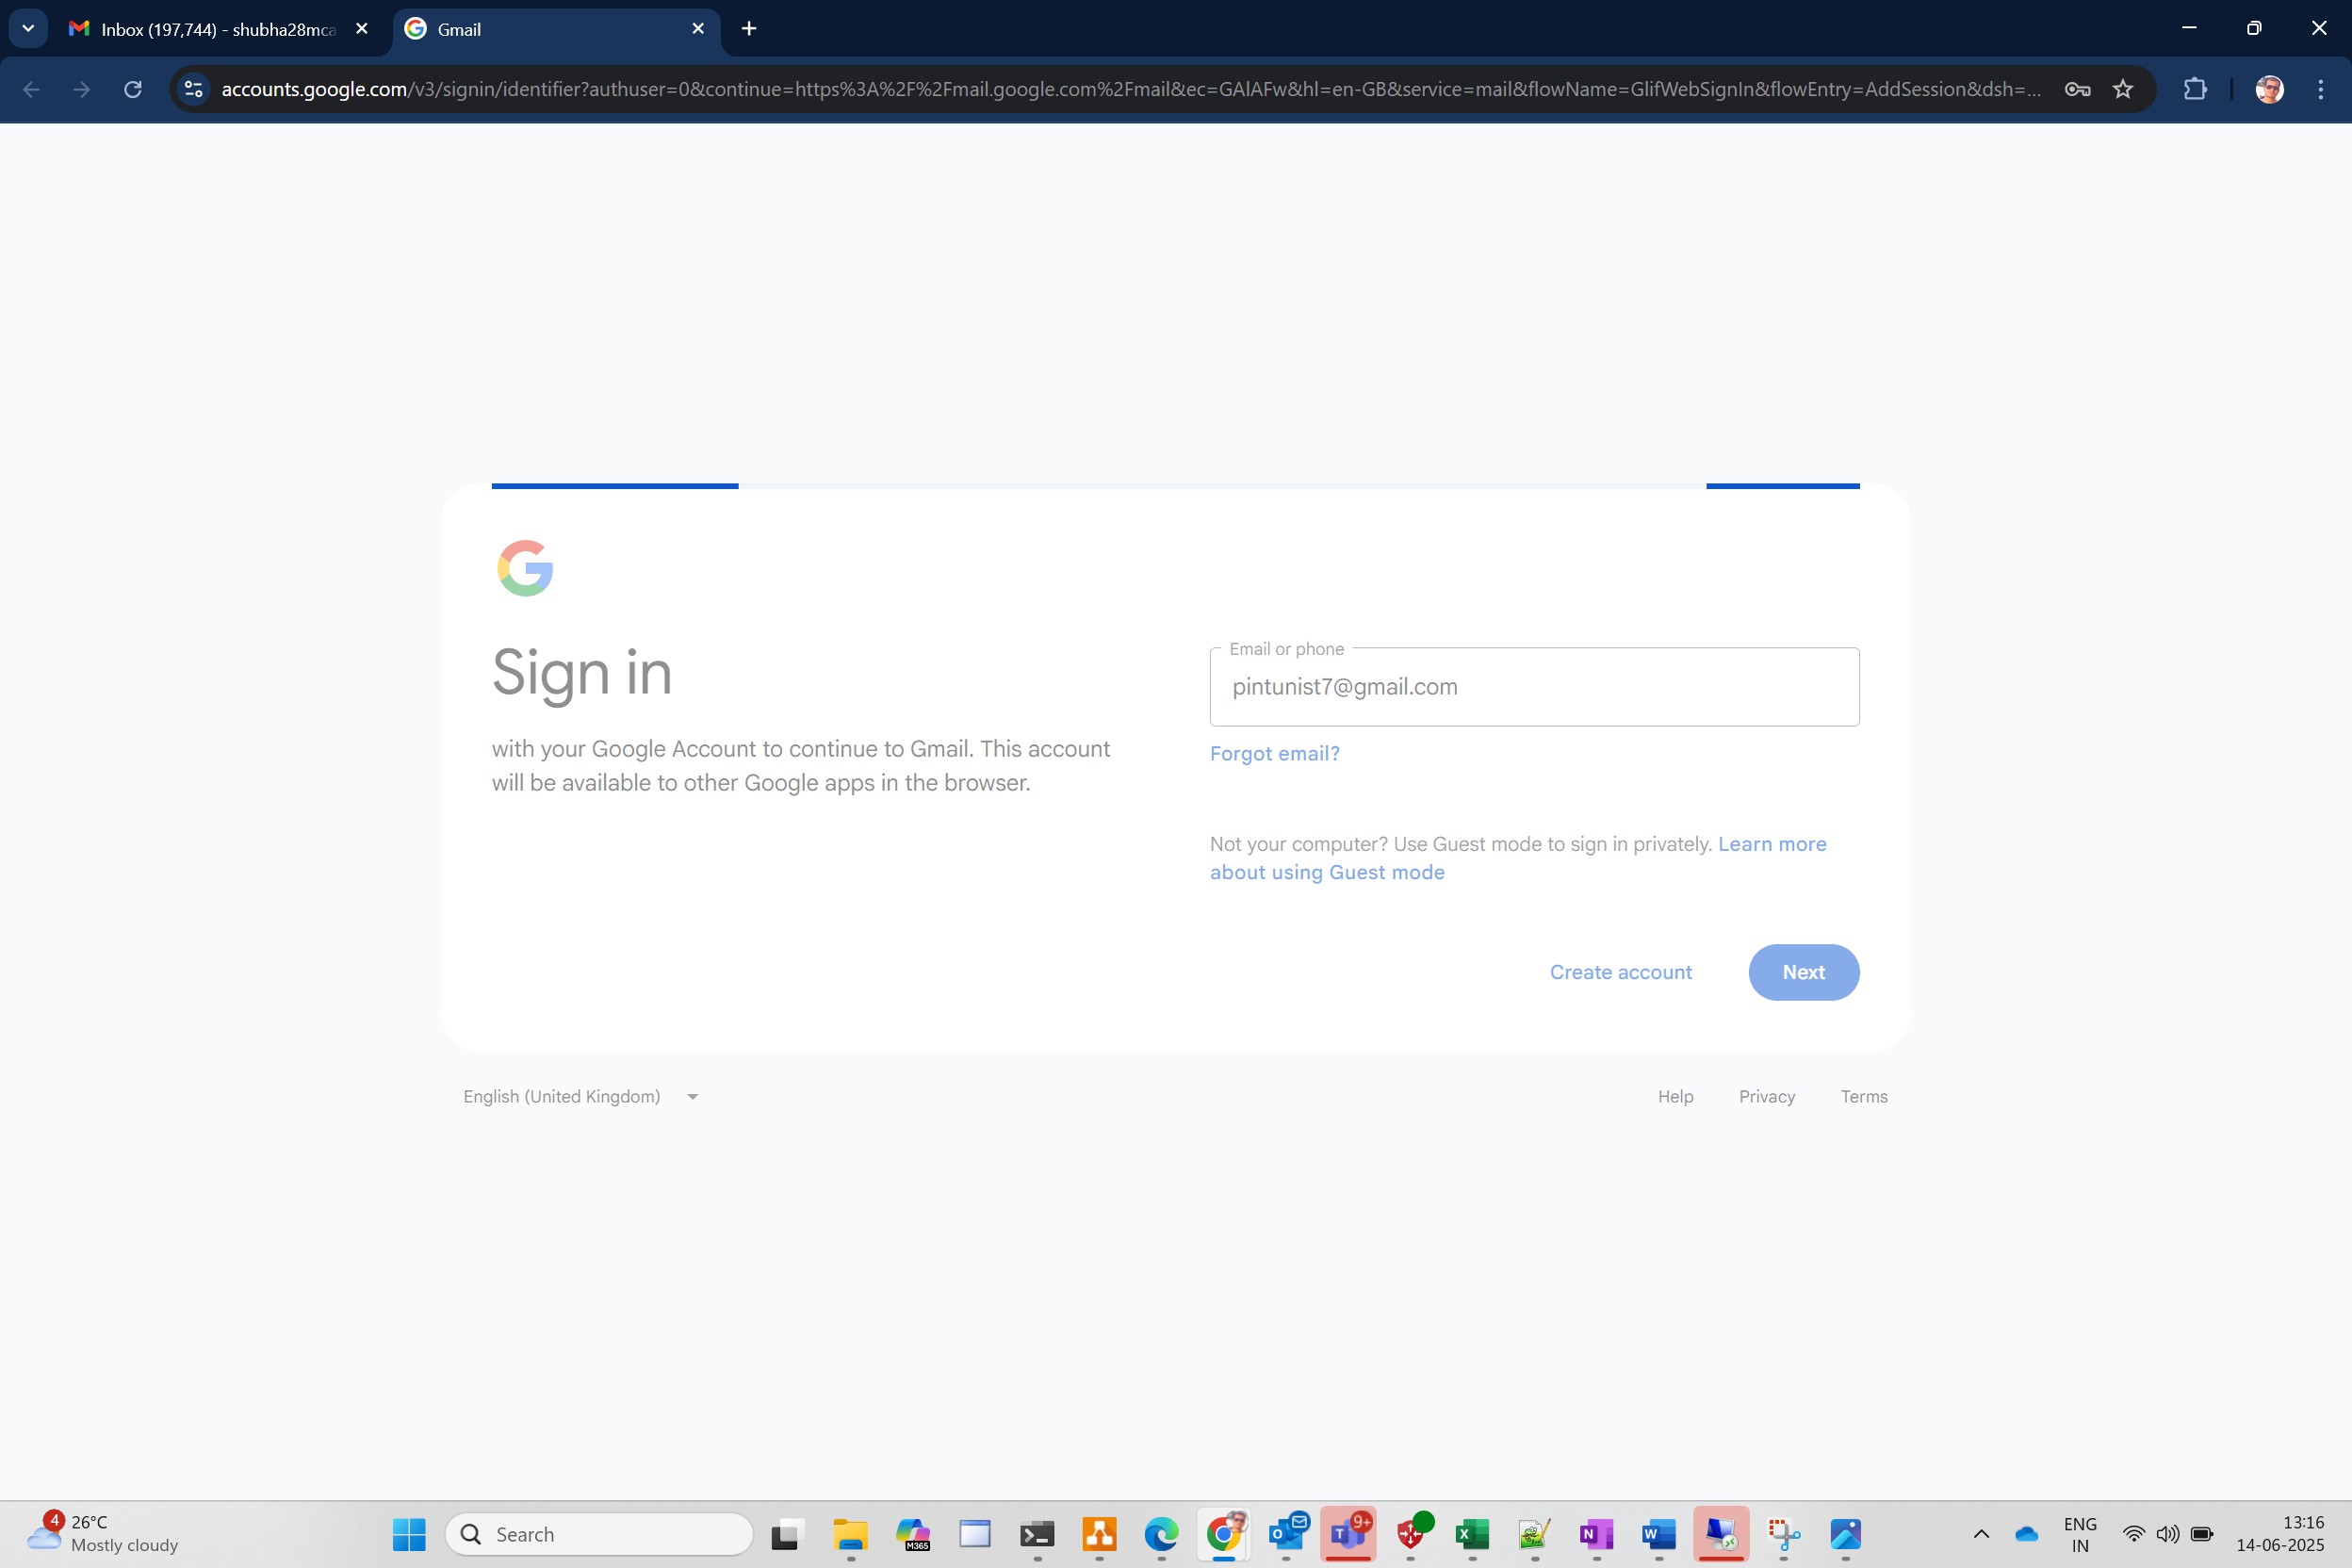 Inbox (197,744) - shubha28mca
Gmail
accounts.google.com/v3/signin/identifier?authuser=0&continue=https%3A%2F%2Fmail.google.com%2Fmail&ec=GAlAFw&hl=en-GB&service=mail&flowName=GlifWebSignIn&flowEntry=AddSession&dsh=...
Sign in
with your Google Account to continue to Gmail. This account
will be available to other Google apps in the browser.
Email or phone
pintunist7@gmail.com
Forgot email?
Not your computer? Use Guest mode to sign in privately. Learn more
about using Guest mode
Create account
Next
English (United Kingdom)
Help
Privacy
Terms
4
26°C
Mostly cloudy
Search
M365
9+
ENG
IN
13:16
14-06-2025